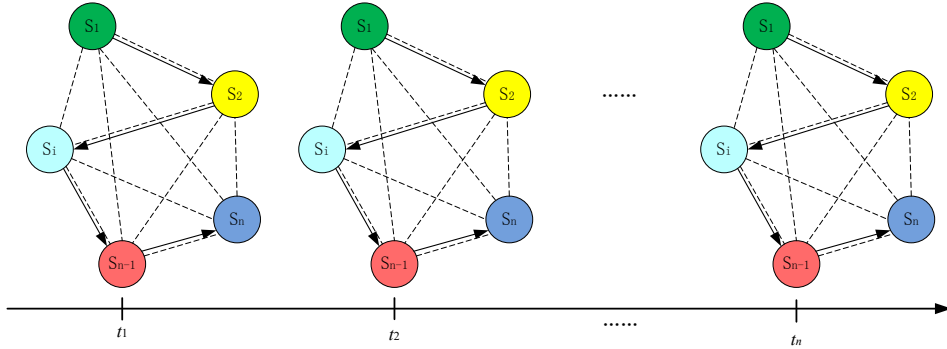 S1 S1 S1
S2 S2 ...... S2
Si Si Si
Sn Sn Sn
Sn-1 Sn-1 Sn-1
t1 t2 ...... tn